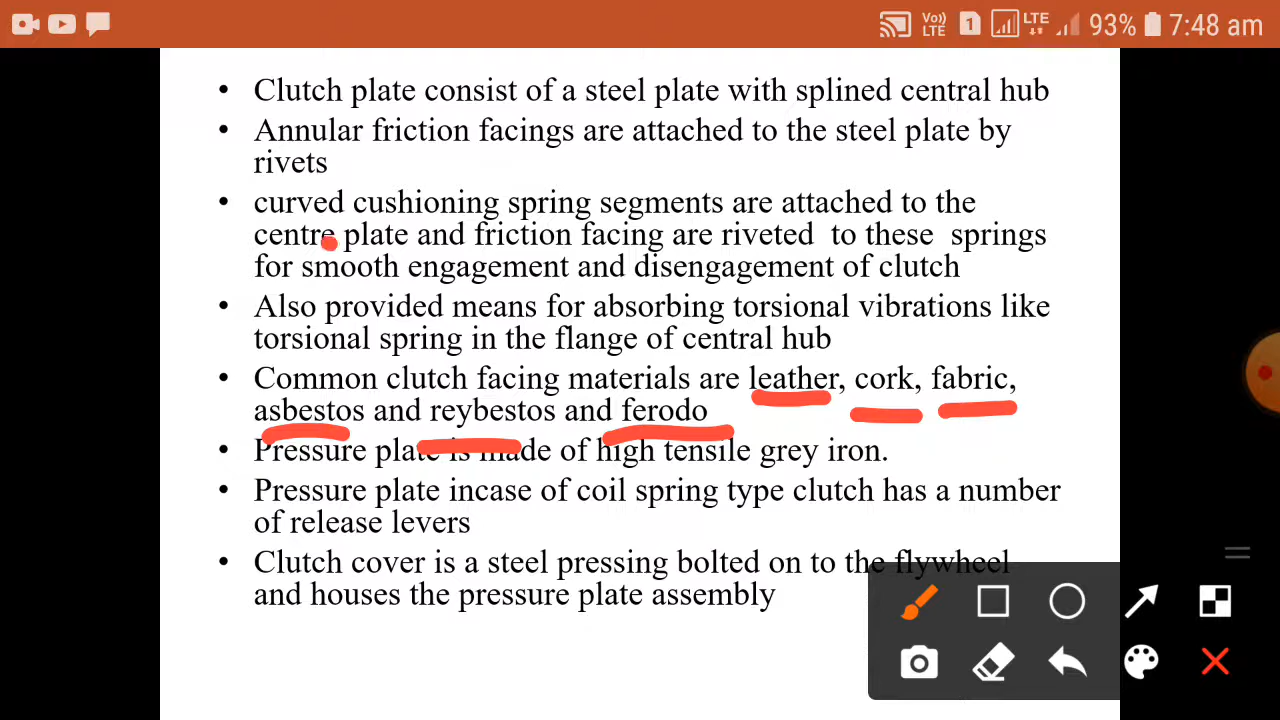 Vo)) LTE 1 LTE 93% 7:48 am
• Clutch plate consist of a steel plate with splined central hub
• Annular friction facings are attached to the steel plate by
rivets
• curved cushioning spring segments are attached to the
centre plate and friction facing are riveted to these springs
for smooth engagement and disengagement of clutch
• Also provided means for absorbing torsional vibrations like
torsional spring in the flange of central hub
• Common clutch facing materials are leather, cork, fabric,
asbestos and reybestos and ferodo
• Pressure plate is made of high tensile grey iron.
• Pressure plate incase of coil spring type clutch has a number
of release levers
• Clutch cover is a steel pressing bolted on to the flywheel
and houses the pressure plate assembly